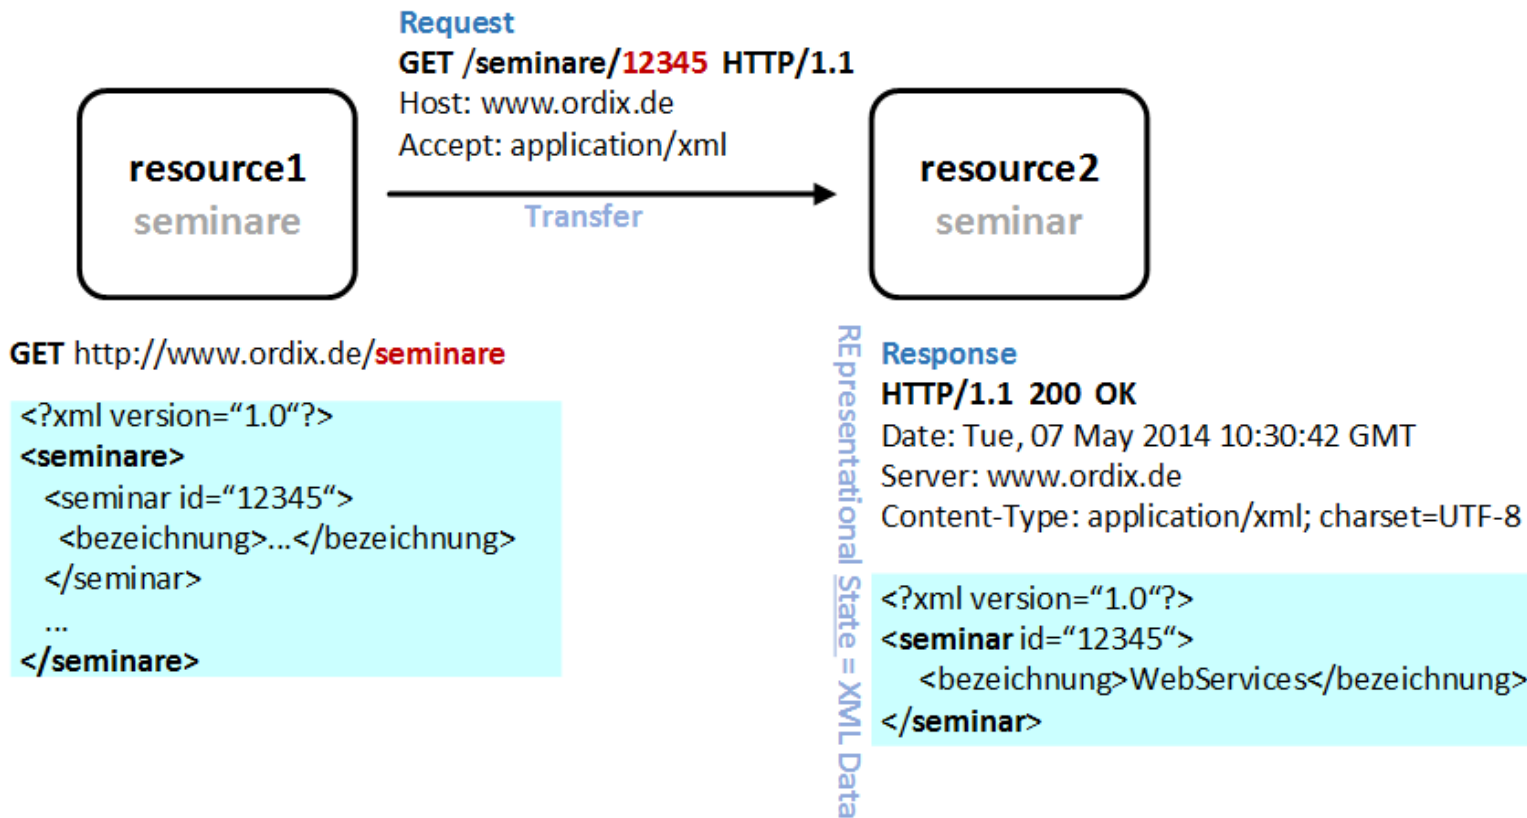 Request
GET /seminare/12345 HTTP/1.1
Host: www.ordix.de
Accept: application/xml
resource1
seminare
Transfer
resource2
seminar
GET http://www.ordix.de/seminare
<?xml version=“1.0“?>
<seminare>
<seminar id=“12345“>
<bezeichnung>...</bezeichnung>
</seminar>
...
</seminare>
REpresentational State = XML Data
Response
HTTP/1.1 200 OK
Date: Tue, 07 May 2014 10:30:42 GMT
Server: www.ordix.de
Content-Type: application/xml; charset=UTF-8
<?xml version=“1.0“?>
<seminar id=“12345“>
<bezeichnung>WebServices</bezeichnung>
</seminar>